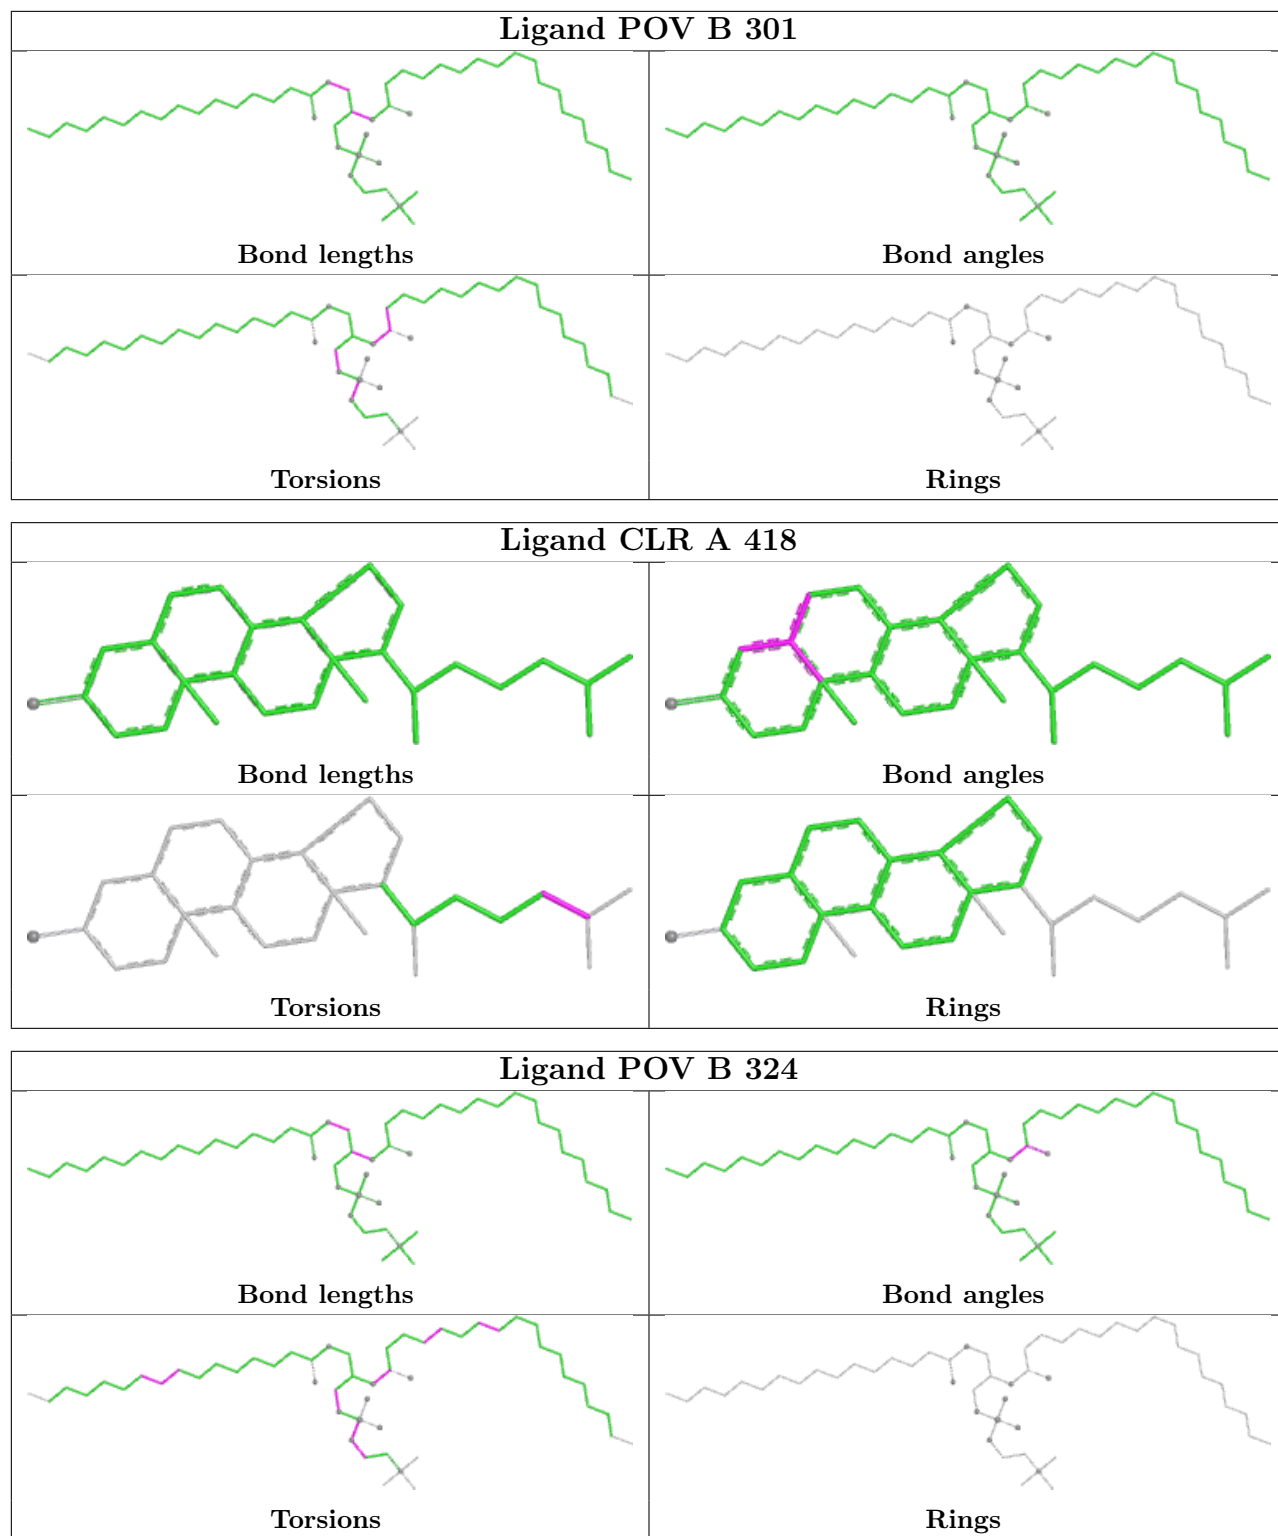 Ligand POV B 301
Bond lengths
Bond angles
Torsions
Rings
Ligand CLR A 418
Bond lengths
Bond angles
Torsions
Rings
Ligand POV B 324
Bond lengths
Bond angles
Torsions
Rings